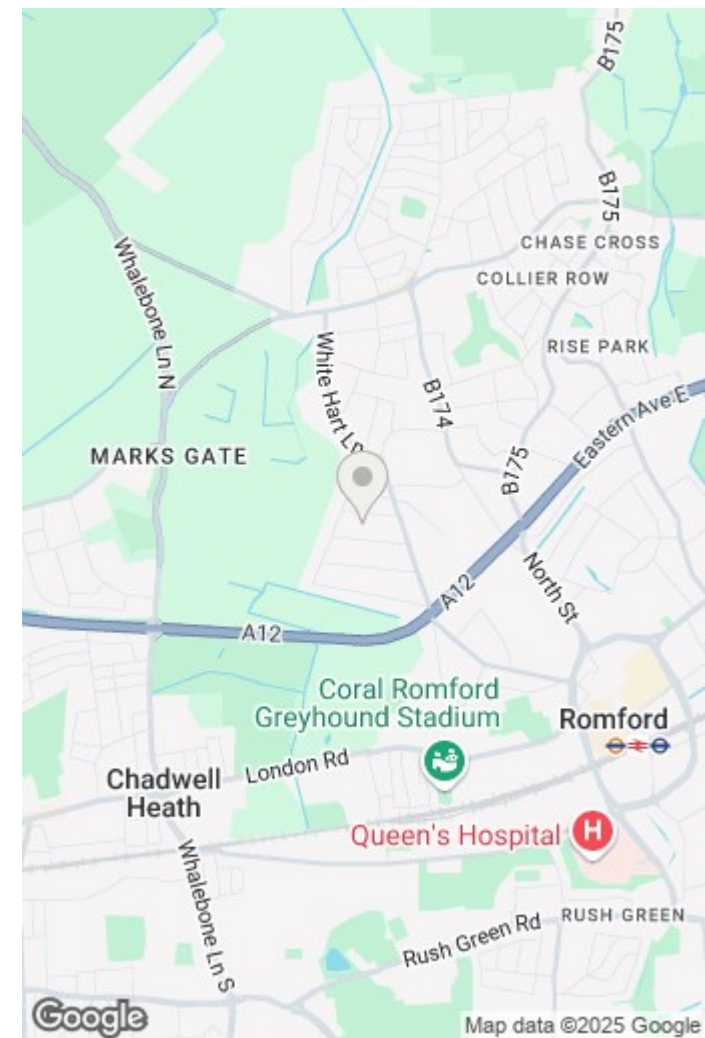 B175
B175
CHASE CROSS
COLLIER ROW
Whalebone Ln N
White Hart Ln
RISE PARK
B174
Eastern Ave E
MARKS GATE
B175
A12
North St
A12
Coral Romford
Greyhound Stadium
Romford
London Rd
Chadwell
Heath
Queen's Hospital
H
Whalebone Ln S
RUSH GREEN
Rush Green Rd
Google
Map data ©2025 Google